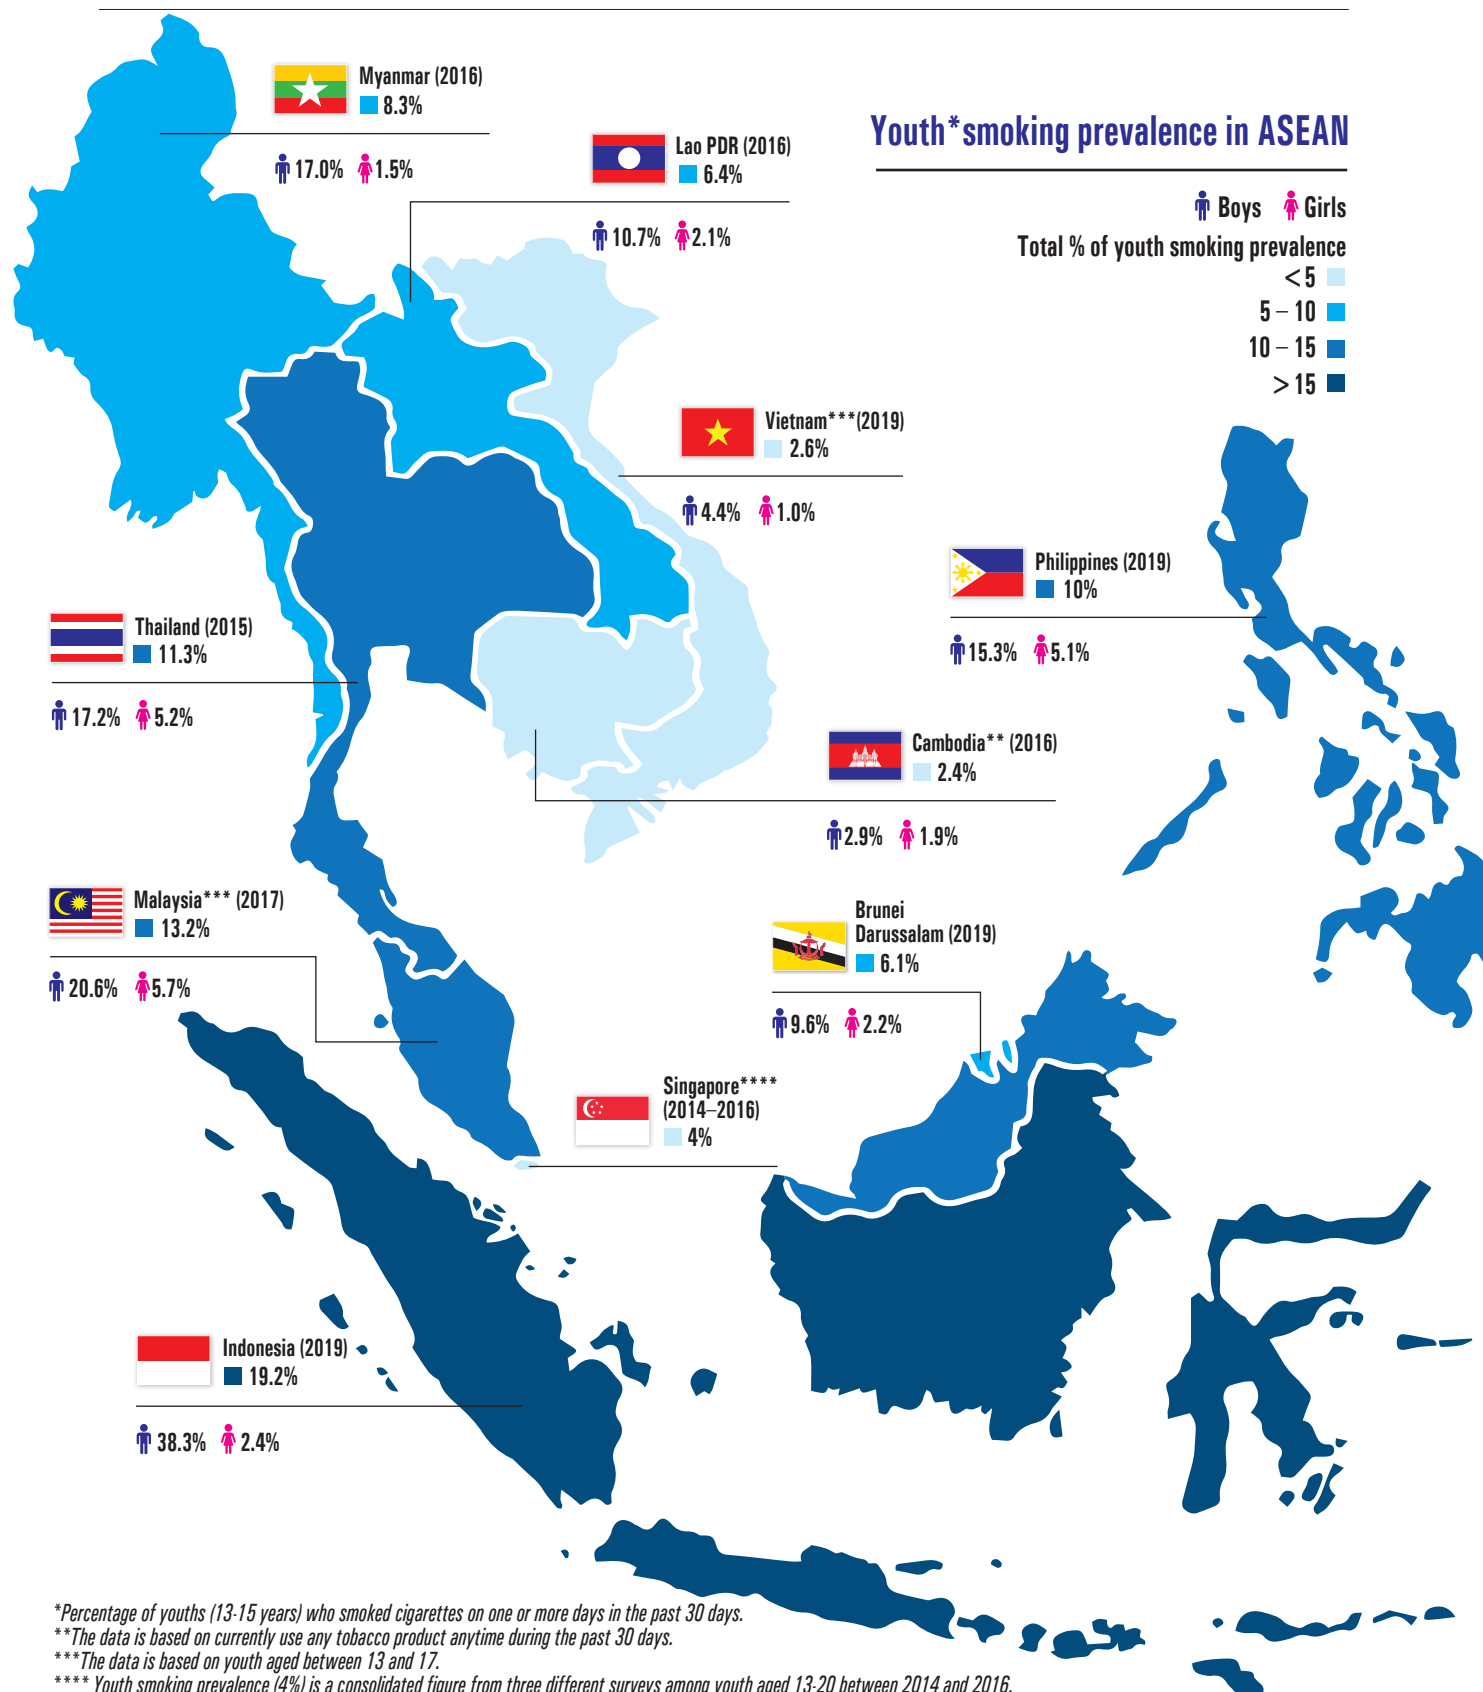 Youth*smoking prevalence in ASEAN
Boys Girls
Total % of youth smoking prevalence
<5
5 – 10
10 – 15
>15
Myanmar (2016)
8.3%
17.0% 1.5%
Lao PDR (2016)
6.4%
10.7% 2.1%
Vietnam***(2019)
2.6%
4.4% 1.0%
Philippines (2019)
10%
15.3% 5.1%
Thailand (2015)
11.3%
17.2% 5.2%
Cambodia** (2016)
2.4%
2.9% 1.9%
Malaysia*** (2017)
13.2%
20.6% 5.7%
Brunei
Darussalam (2019)
6.1%
9.6% 2.2%
Singapore****
(2014–2016)
4%
Indonesia (2019)
19.2%
38.3% 2.4%
*Percentage of youths (13-15 years) who smoked cigarettes on one or more days in the past 30 days.
**The data is based on currently use any tobacco product anytime during the past 30 days.
***The data is based on youth aged between 13 and 17.
**** Youth smoking prevalence (4%) is a consolidated figure from three different surveys among youth aged 13-20 between 2014 and 2016.